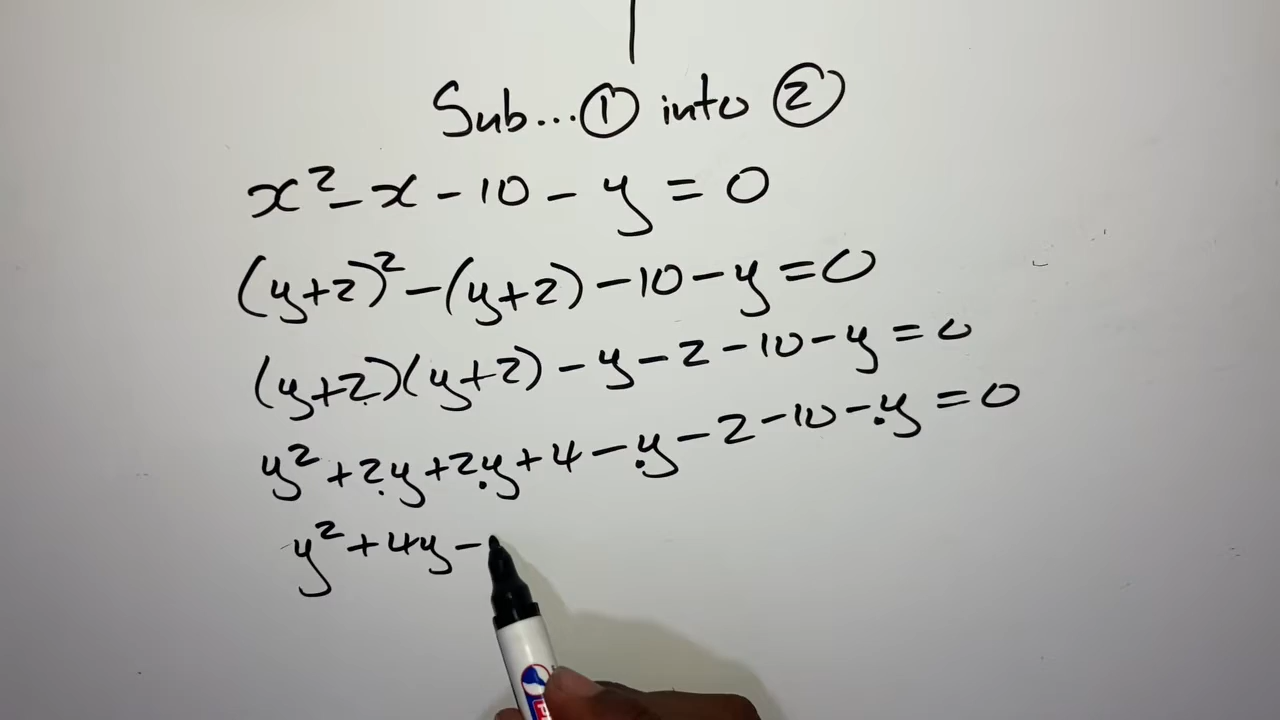 Sub...① into ②
x² - x - 10 - y = 0
(y+2)² - (y+2) - 10 - y = 0
(y+2)(y+2) - y - 2 - 10 - y = 0
y² + 2y + 2y + 4 - y - 2 - 10 - y = 0
y² + 4y -